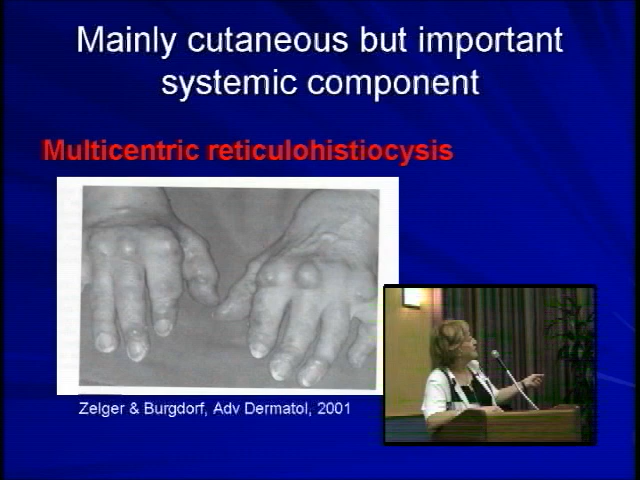 Mainly cutaneous but important
systemic component
Multicentric reticulohistiocysis
Zelger & Burgdorf, Adv Dermatol, 2001